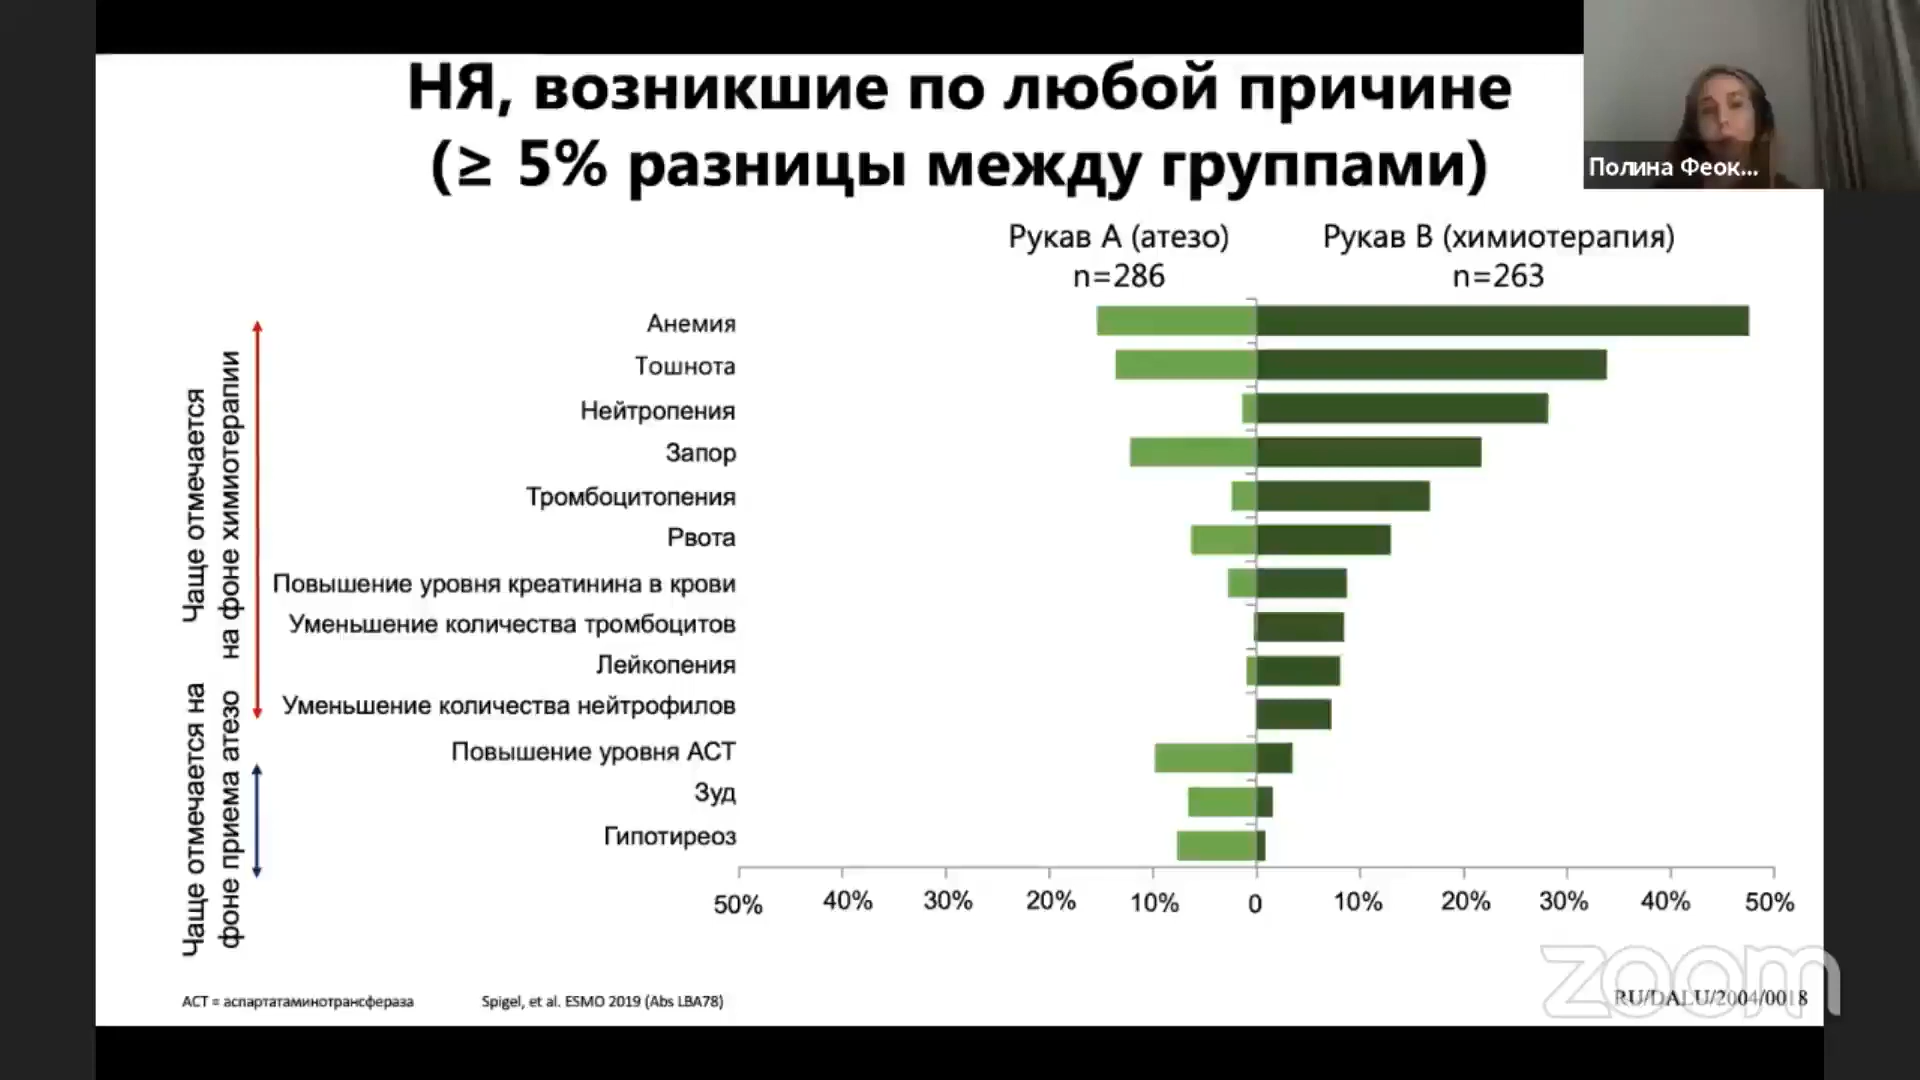 НЯ, возникшие по любой причине
(≥ 5% разницы между группами)
Полина Феок...
Рукав А (атезо)
n=286
Рукав В (химиотерапия)
n=263
Чаще отмечается
на фоне химиотерапии
Чаще отмечается на
фоне приема атезо
Анемия
Тошнота
Нейтропения
Запор
Тромбоцитопения
Рвота
Повышение уровня креатинина в крови
Уменьшение количества тромбоцитов
Лейкопения
Уменьшение количества нейтрофилов
Повышение уровня АСТ
Зуд
Гипотиреоз
50% 40% 30% 20% 10% 0 10% 20% 30% 40% 50%
АСТ = аспартатаминотрансфераза
Spigel, et al. ESMO 2019 (Abs LBA78)
RU/DALU/2004/0018
zoom